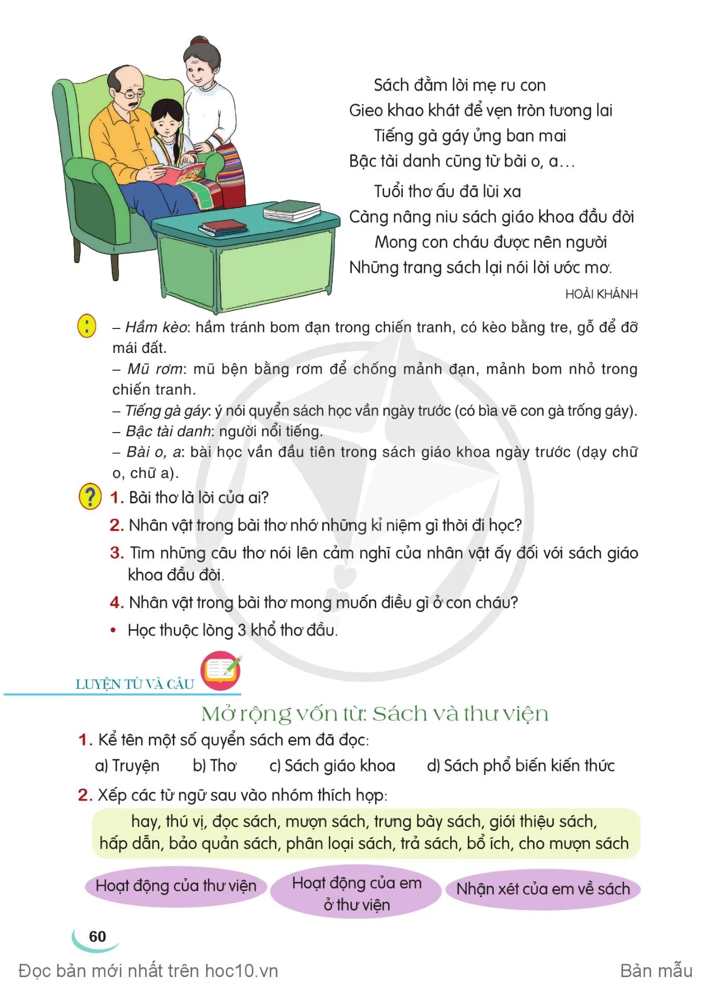 Sách đằm lời mẹ ru con
Gieo khao khát để vẹn tròn tương lai
Tiếng gà gáy ửng ban mai
Bậc tài danh cũng từ bài o, a...
Tuổi thơ ấu đã lùi xa
Càng nâng niu sách giáo khoa đầu đời
Mong con cháu được nên người
Những trang sách lại nói lời ước mơ.
HOÀI KHÁNH
:
– Hầm kèo: hầm tránh bom đạn trong chiến tranh, có kèo bằng tre, gỗ để đỡ
mái đất.
– Mũ rơm: mũ bện bằng rơm để chống mảnh đạn, mảnh bom nhỏ trong
chiến tranh.
– Tiếng gà gáy: ý nói quyển sách học vần ngày trước (có bìa vẽ con gà trống gáy).
– Bậc tài danh: người nổi tiếng.
– Bài o, a: bài học vần đầu tiên trong sách giáo khoa ngày trước (dạy chữ
o, chữ a).
? 1. Bài thơ là lời của ai?
2. Nhân vật trong bài thơ nhớ những kỉ niệm gì thời đi học?
3. Tìm những câu thơ nói lên cảm nghĩ của nhân vật ấy đối với sách giáo
khoa đầu đời.
4. Nhân vật trong bài thơ mong muốn điều gì ở con cháu?
• Học thuộc lòng 3 khổ thơ đầu.
LUYỆN TỪ VÀ CÂU
Mở rộng vốn từ: Sách và thư viện
1. Kể tên một số quyển sách em đã đọc:
a) Truyện b) Thơ c) Sách giáo khoa d) Sách phổ biến kiến thức
2. Xếp các từ ngữ sau vào nhóm thích hợp:
hay, thú vị, đọc sách, mượn sách, trưng bày sách, giới thiệu sách,
hấp dẫn, bảo quản sách, phân loại sách, trả sách, bổ ích, cho mượn sách
Hoạt động của thư viện
Hoạt động của em
ở thư viện
Nhận xét của em về sách
60
Đọc bản mới nhất trên hoc10.vn
Bản mẫu